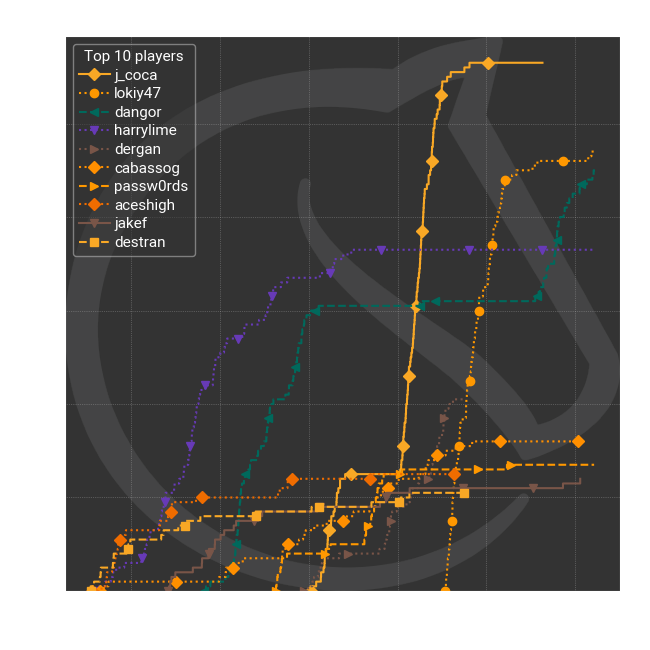 Top 10 players
j_coca
lokiy47
dangor
harrylime
dergan
cabassog
passw0rds
aceshigh
jakef
destran